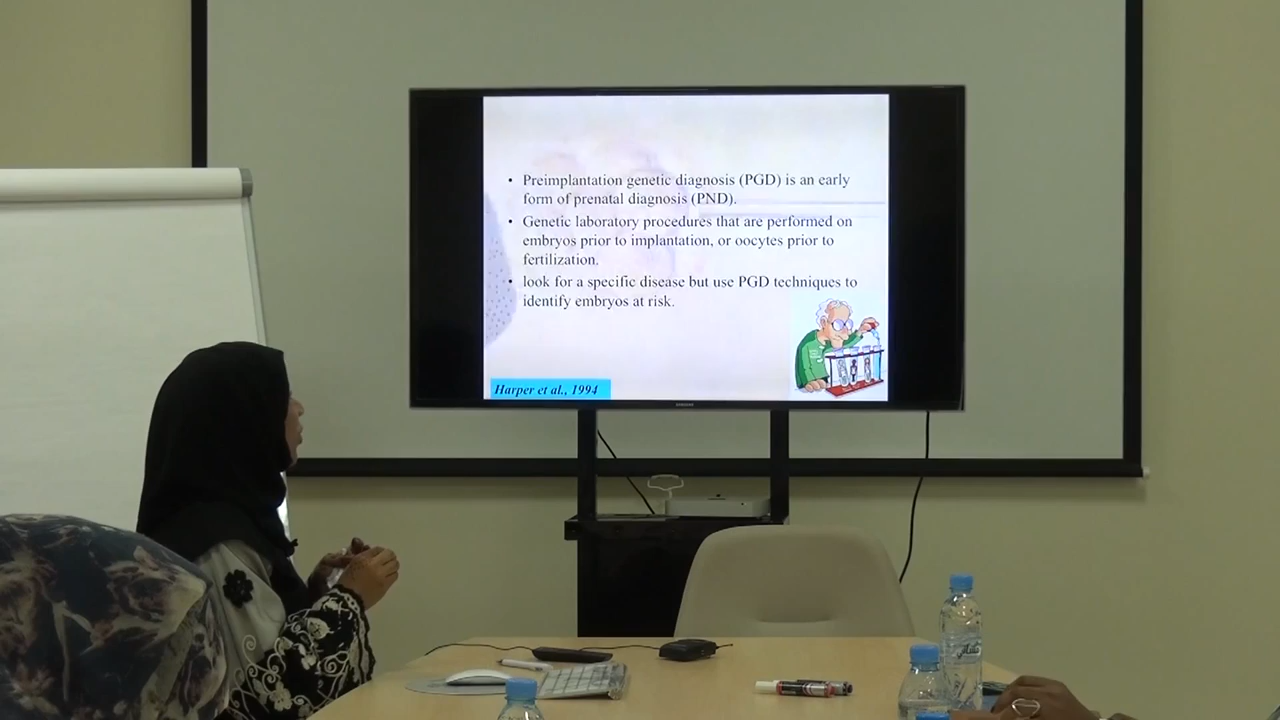 • Preimplantation genetic diagnosis (PGD) is an early
form of prenatal diagnosis (PND).
• Genetic laboratory procedures that are performed on
embryos prior to implantation, or oocytes prior to
fertilization.
• look for a specific disease but use PGD techniques to
identify embryos at risk.
Harper et al., 1994
SAMSUNG